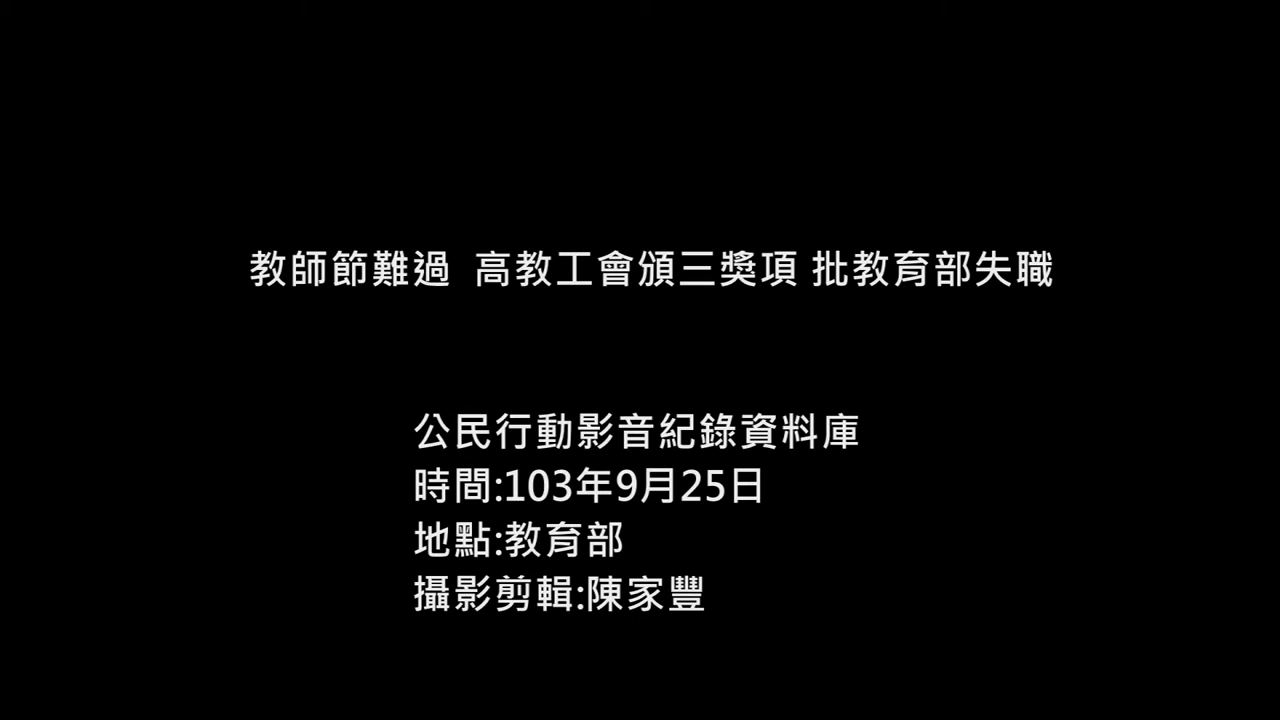 教師節難過 高教工會頒三獎項 批教育部失職
公民行動影音紀錄資料庫
時間:103年9月25日
地點:教育部
攝影剪輯:陳家豐